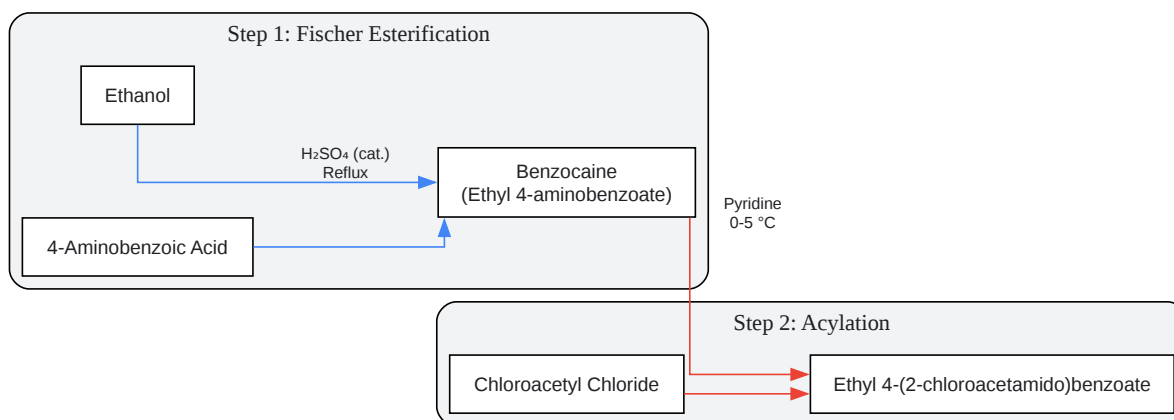 Step 1: Fischer Esterification
Ethanol
H₂SO₄ (cat.)
Reflux
Benzocaine
(Ethyl 4-aminobenzoate)
4-Aminobenzoic Acid
Pyridine
0-5 °C
Step 2: Acylation
Chloroacetyl Chloride
Ethyl 4-(2-chloroacetamido)benzoate